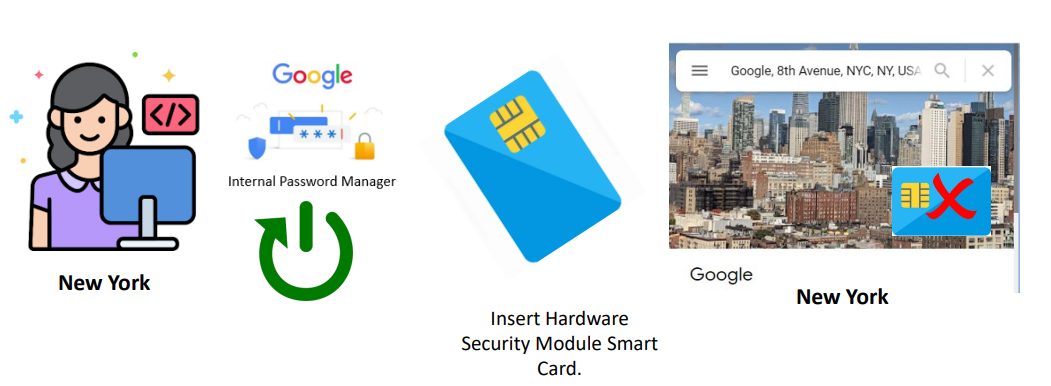 New York
Google
</>
***
Internal Password Manager
Insert Hardware
Security Module Smart
Card.
Google, 8th Avenue, NYC, NY, USA
Google
New York